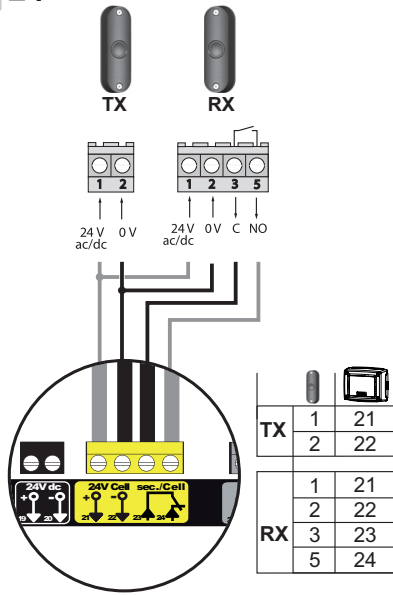 TX RX
1 2 1 2 3 5
24 V ac/dc 0 V 24 V ac/dc 0 V C NO
24V dc 24V Cell sec./Cell
+ - + -
19 20 21 22 23 24
TX 1 21
2 22
RX 1 21
2 22
3 23
5 24